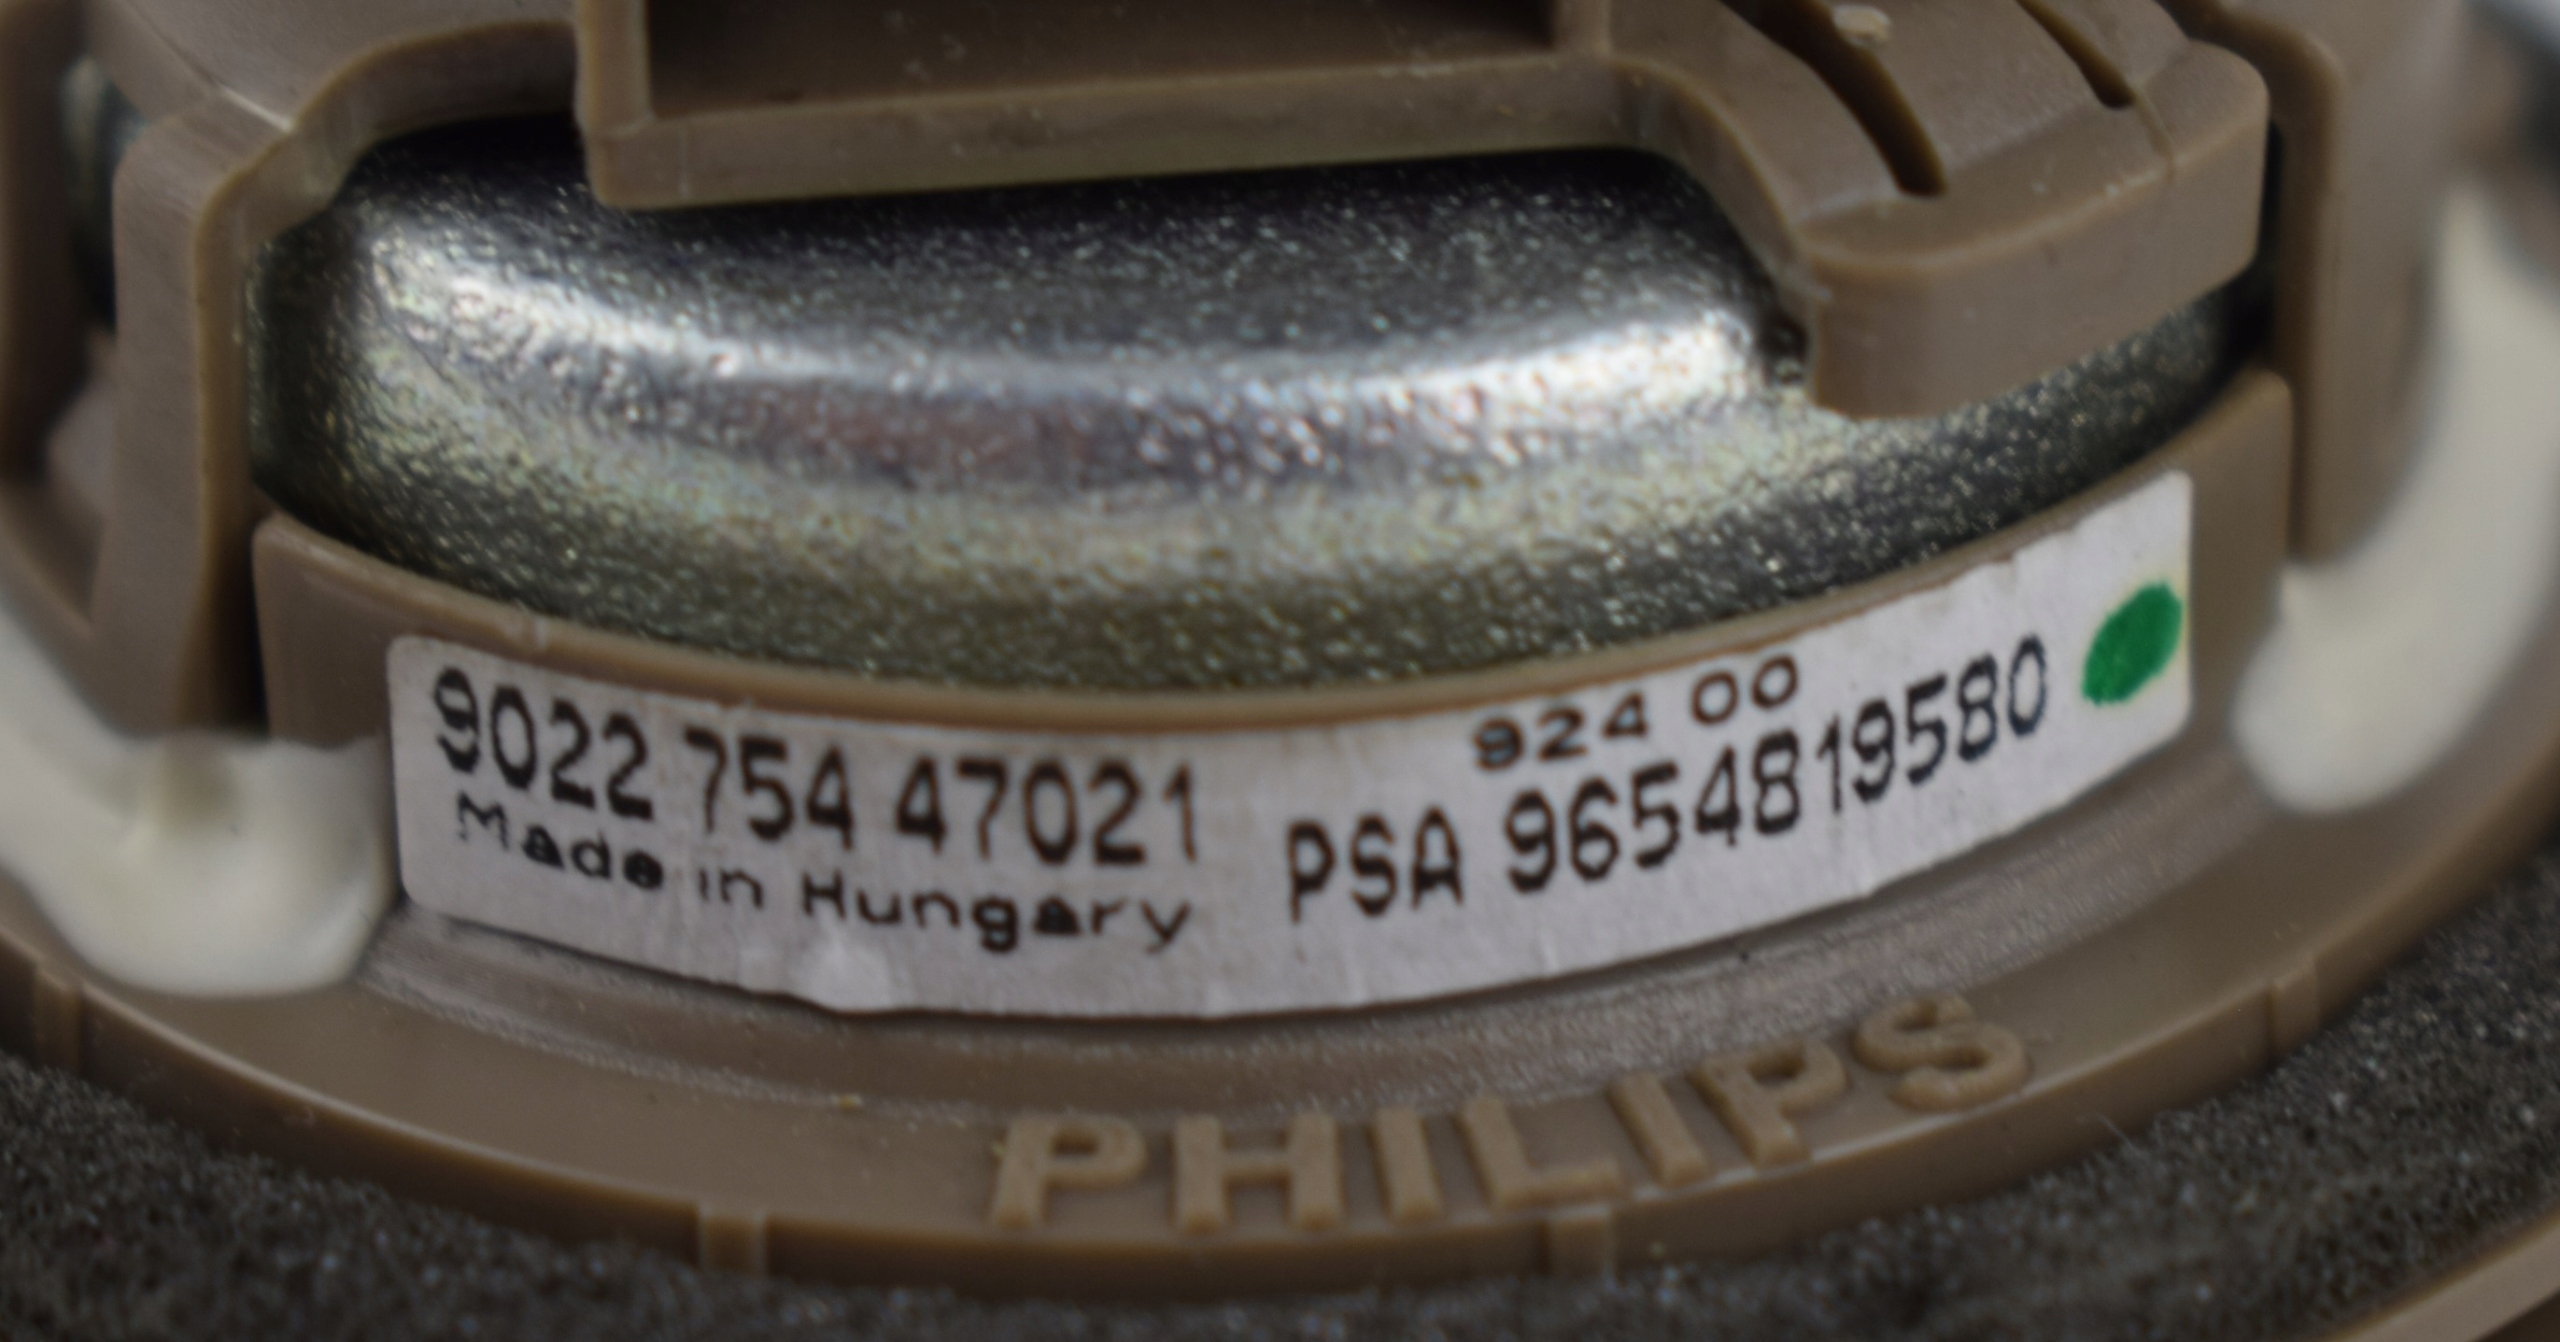 9022 754 47021
Made in Hungary
924 00
PSA 9654819580
PHILIPS